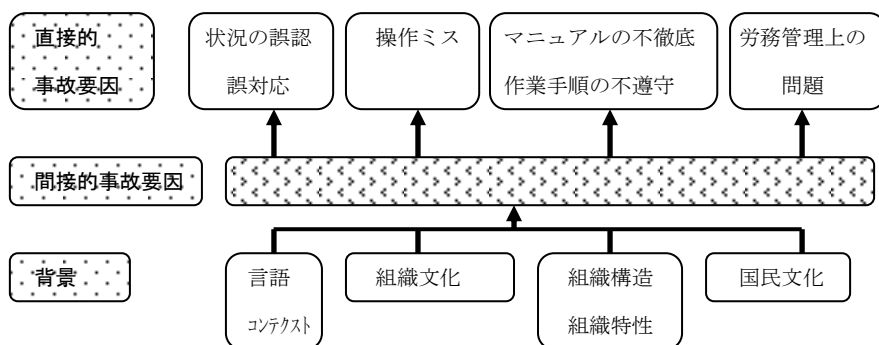 直接的
事故要因
状況の誤認
誤対応
操作ミス
マニュアルの不徹底
作業手順の不遵守
労務管理上の
問題
間接的事故要因
背景
言語
コンテクスト
組織文化
組織構造
組織特性
国民文化